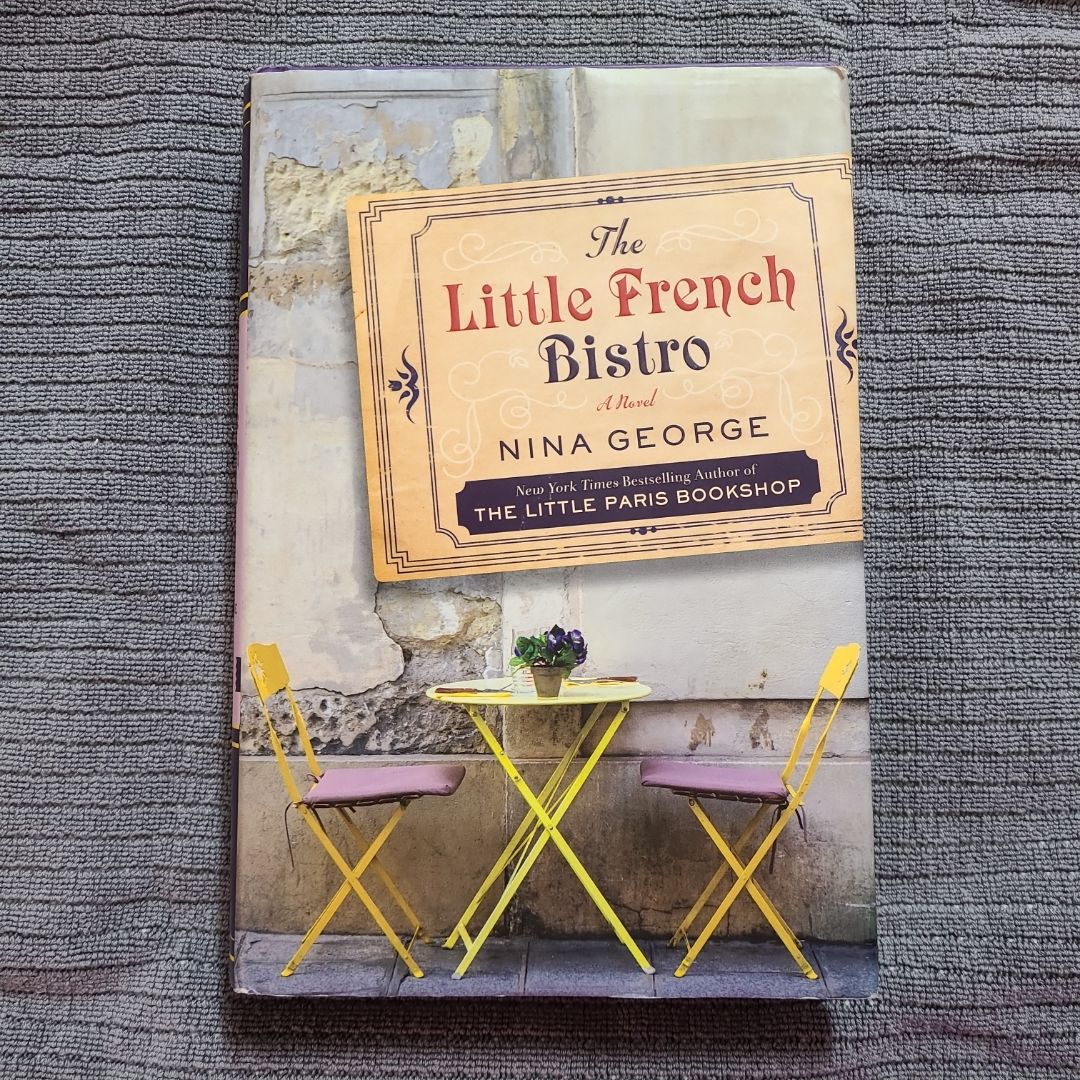 The
Little French
Bistro
A Novel
NINA GEORGE
New York Times Bestselling Author of
THE LITTLE PARIS BOOKSHOP